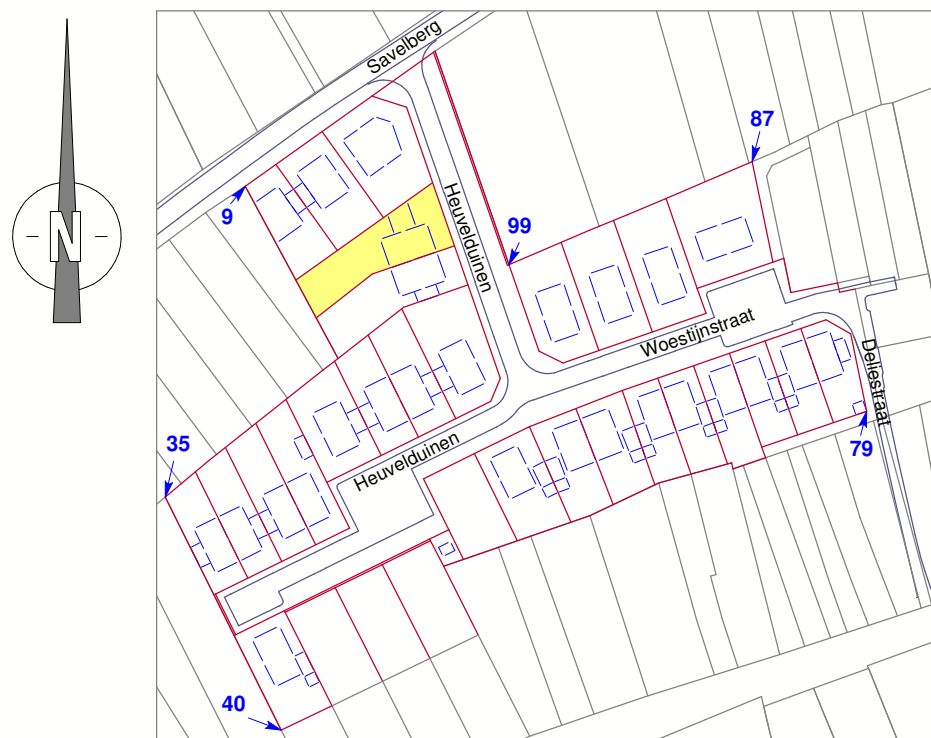 Savelberg
87
9
Heuvelduinen
99
N
Woestijnstraat
Deliestraat
35
Heuvelduinen
79
40